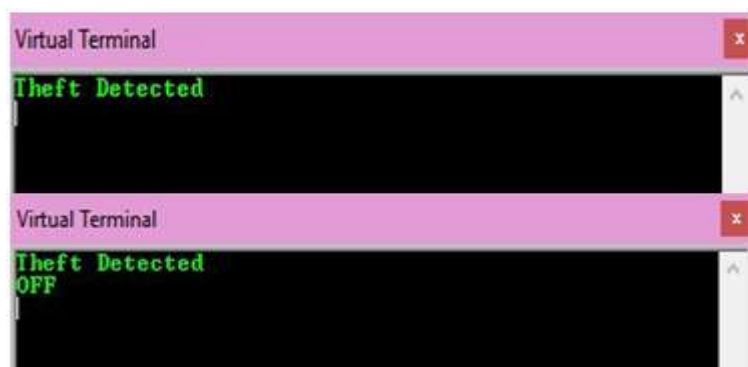 Virtual Terminal
x
Theft Detected
Virtual Terminal
x
Theft Detected
OFF